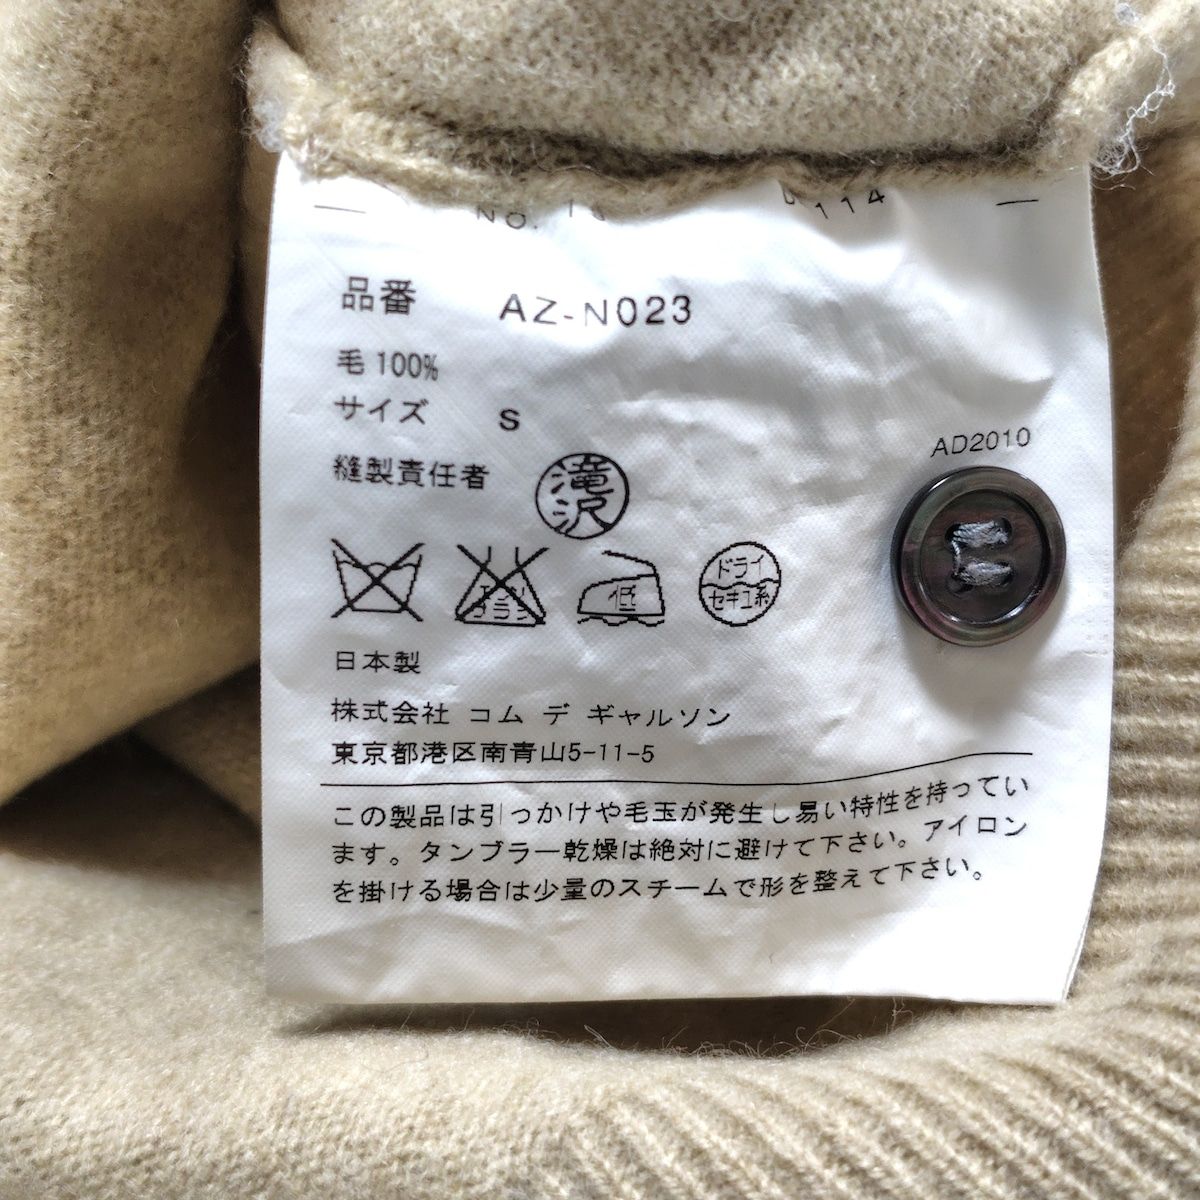 品番 AZ-N023
毛 100%
サイズ S
縫製責任者 滝沢
AD2010
エンソ
プラン
低
ドライ
セキユ系
日本製
株式会社 コム デ ギャルソン
東京都港区南青山5-11-5
この製品は引っかけや毛玉が発生し易い特性を持ってい
ます。タンブラー乾燥は絶対に避けて下さい。アイロン
を掛ける場合は少量のスチームで形を整えて下さい。